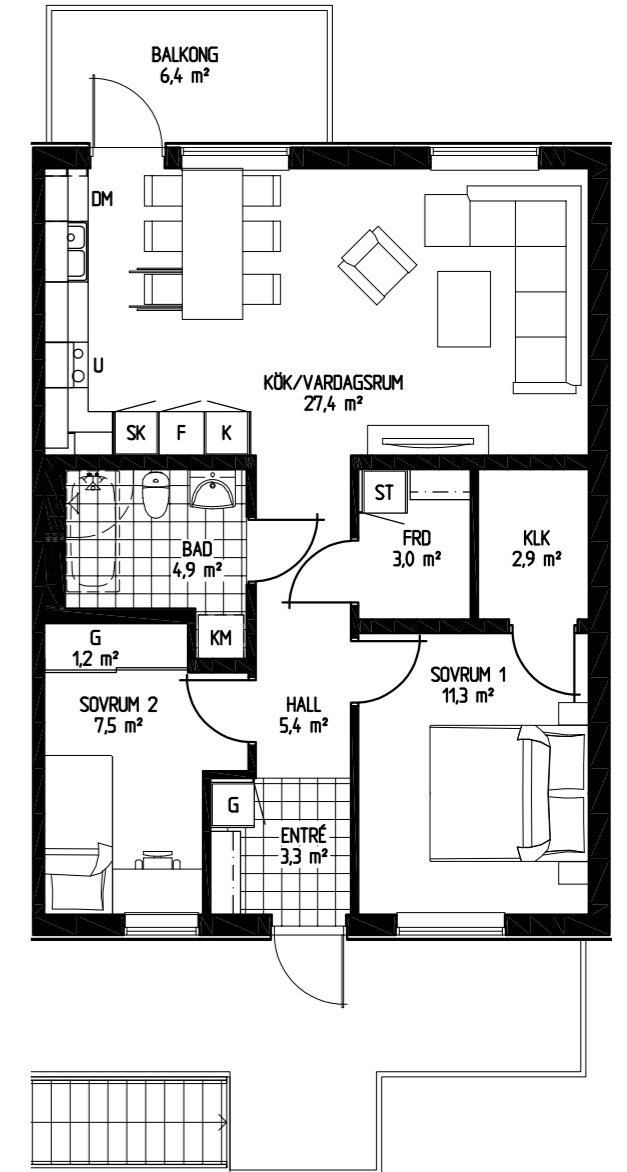 BALKONG
6,4 m²
DM
U
KÖK/VARDAGSRUM
27,4 m²
SK F K
ST
BAD
4,9 m²
FRD
3,0 m²
KLK
2,9 m²
KM
G
1,2 m²
SOVRUM 2
7,5 m²
HALL
5,4 m²
SOVRUM 1
11,3 m²
G
ENTRÉ
3,3 m²